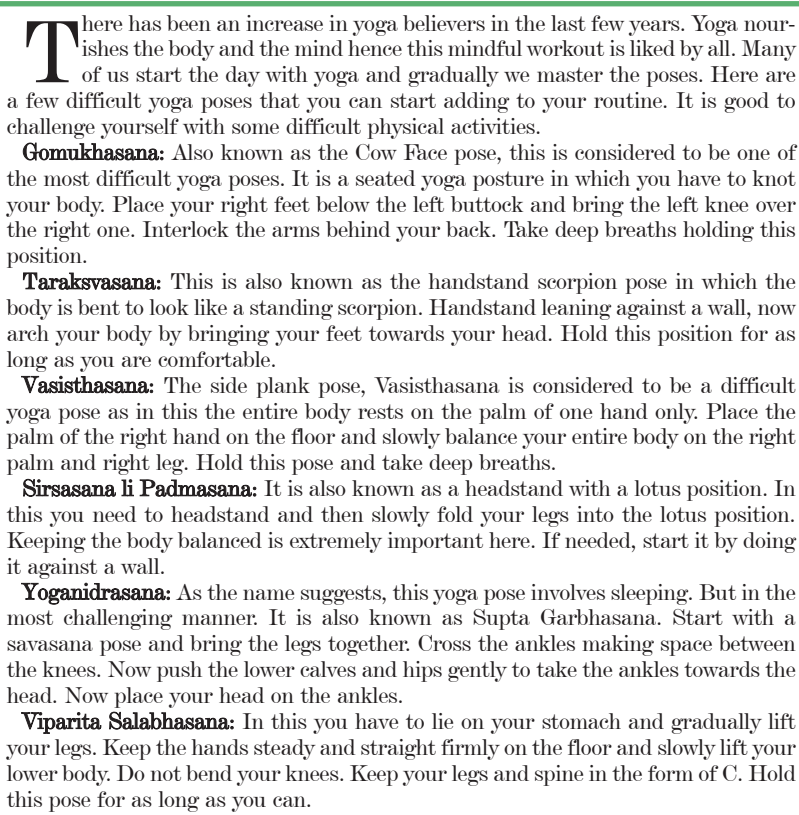 There has been an increase in yoga believers in the last few years. Yoga nour-
ishes the body and the mind hence this mindful workout is liked by all. Many
of us start the day with yoga and gradually we master the poses. Here are
a few difficult yoga poses that you can start adding to your routine. It is good to
challenge yourself with some difficult physical activities.
Gomukhasana: Also known as the Cow Face pose, this is considered to be one of
the most difficult yoga poses. It is a seated yoga posture in which you have to knot
your body. Place your right feet below the left buttock and bring the left knee over
the right one. Interlock the arms behind your back. Take deep breaths holding this
position.
Taraksvasana: This is also known as the handstand scorpion pose in which the
body is bent to look like a standing scorpion. Handstand leaning against a wall, now
arch your body by bringing your feet towards your head. Hold this position for as
long as you are comfortable.
Vasisthasana: The side plank pose, Vasisthasana is considered to be a difficult
yoga pose as in this the entire body rests on the palm of one hand only. Place the
palm of the right hand on the floor and slowly balance your entire body on the right
palm and right leg. Hold this pose and take deep breaths.
Sirsasana li Padmasana: It is also known as a headstand with a lotus position. In
this you need to headstand and then slowly fold your legs into the lotus position.
Keeping the body balanced is extremely important here. If needed, start it by doing
it against a wall.
Yoganidrasana: As the name suggests, this yoga pose involves sleeping. But in the
most challenging manner. It is also known as Supta Garbhasana. Start with a
savasana pose and bring the legs together. Cross the ankles making space between
the knees. Now push the lower calves and hips gently to take the ankles towards the
head. Now place your head on the ankles.
Viparita Salabhasana: In this you have to lie on your stomach and gradually lift
your legs. Keep the hands steady and straight firmly on the floor and slowly lift your
lower body. Do not bend your knees. Keep your legs and spine in the form of C. Hold
this pose for as long as you can.